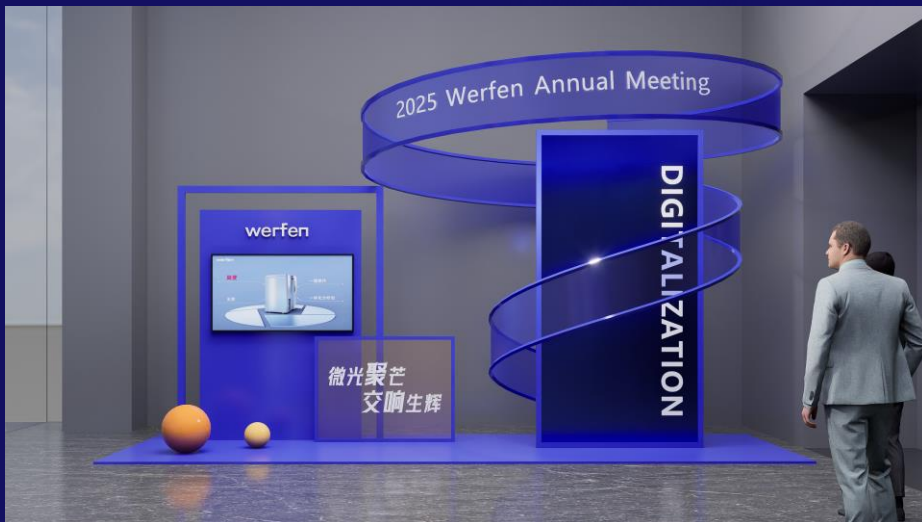 2025 Werfen Annual Meeting
DIGITALIZATION
werfen
微光聚芒
交响生辉